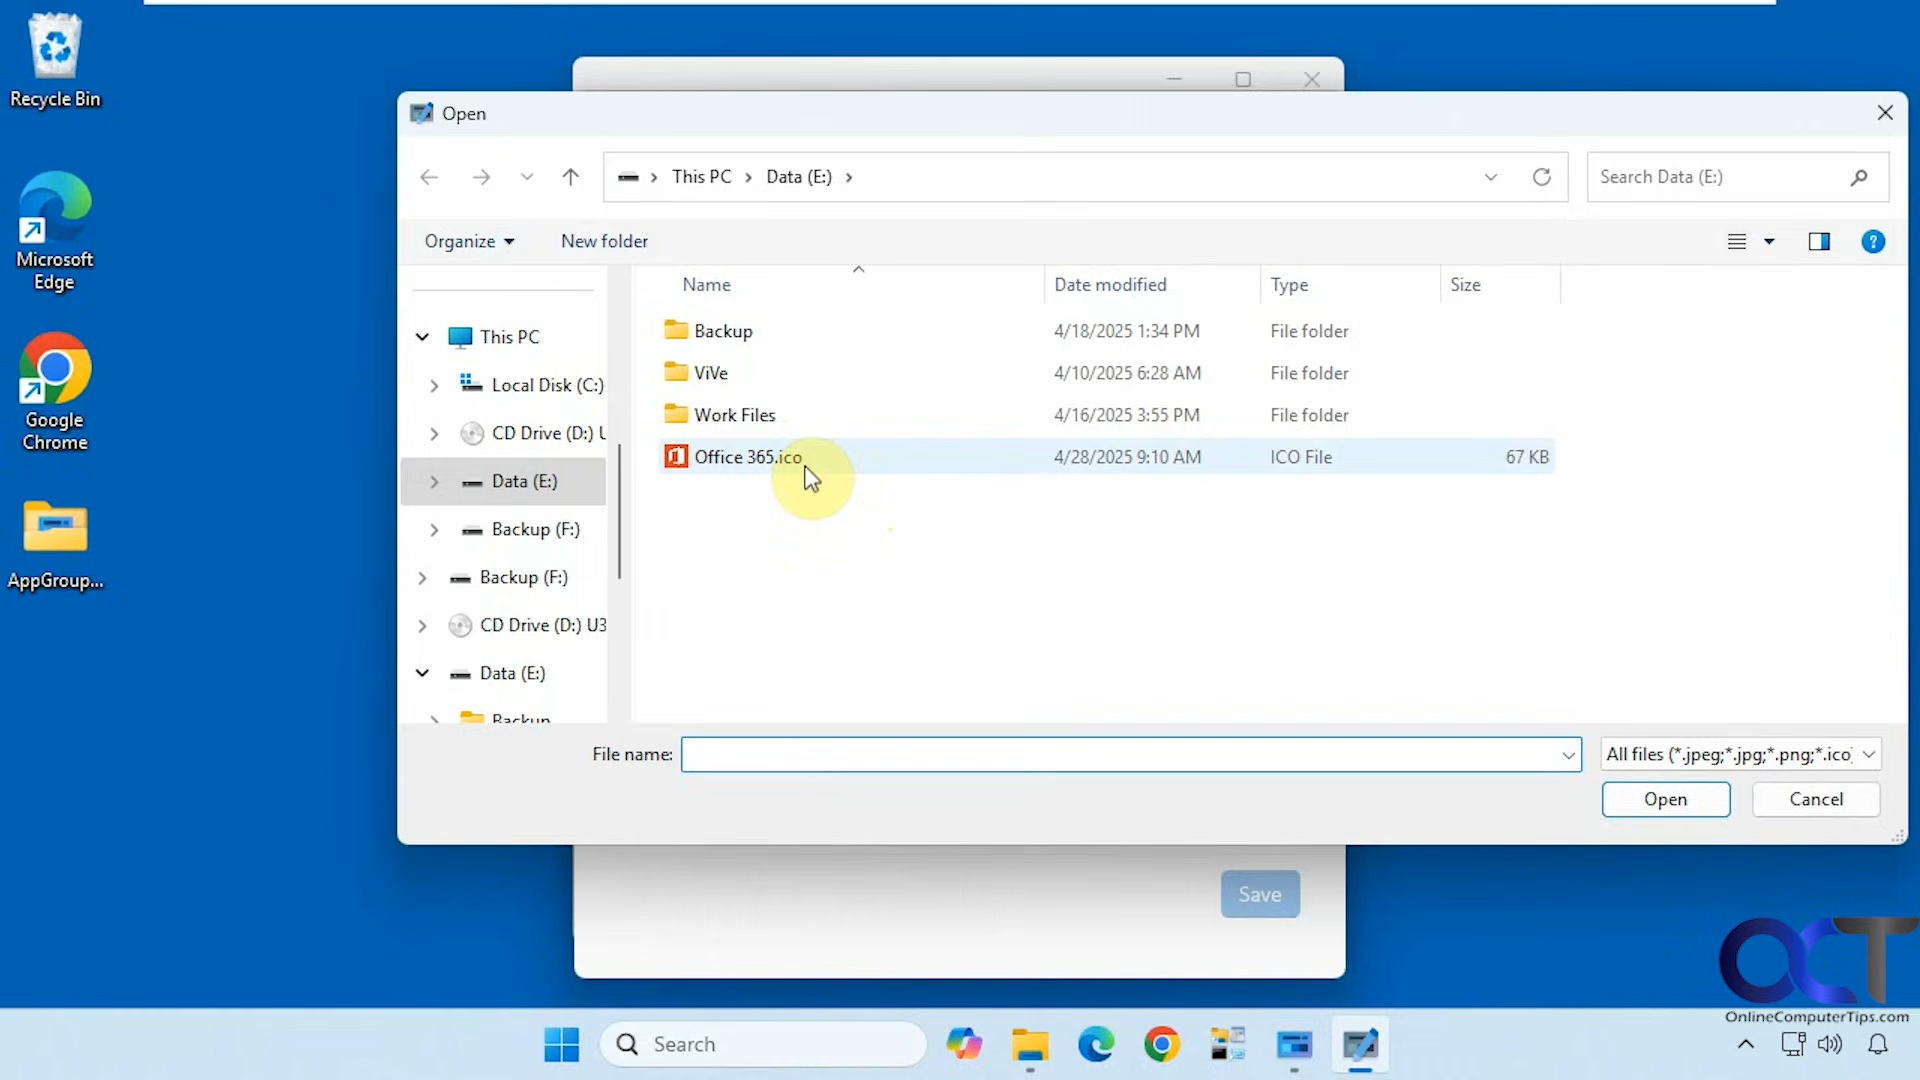 Recycle Bin
Microsoft
Edge
Google
Chrome
AppGroup...
Open
This PC
Data (E:)
Search Data (E:)
Organize
New folder
Name
Date modified
Type
Size
This PC
Local Disk (C:)
CD Drive (D:) U
Data (E:)
Backup (F:)
Backup (F:)
CD Drive (D:) U3
Data (E:)
Backup
Backup 4/18/2025 1:34 PM File folder
ViVe 4/10/2025 6:28 AM File folder
Work Files 4/16/2025 3:55 PM File folder
Office 365.ico 4/28/2025 9:10 AM ICO File 67 KB
File name:
All files (*.jpeg;*.jpg;*.png;*.ico
Open
Cancel
Save
OCT
OnlineComputerTips.com
Search